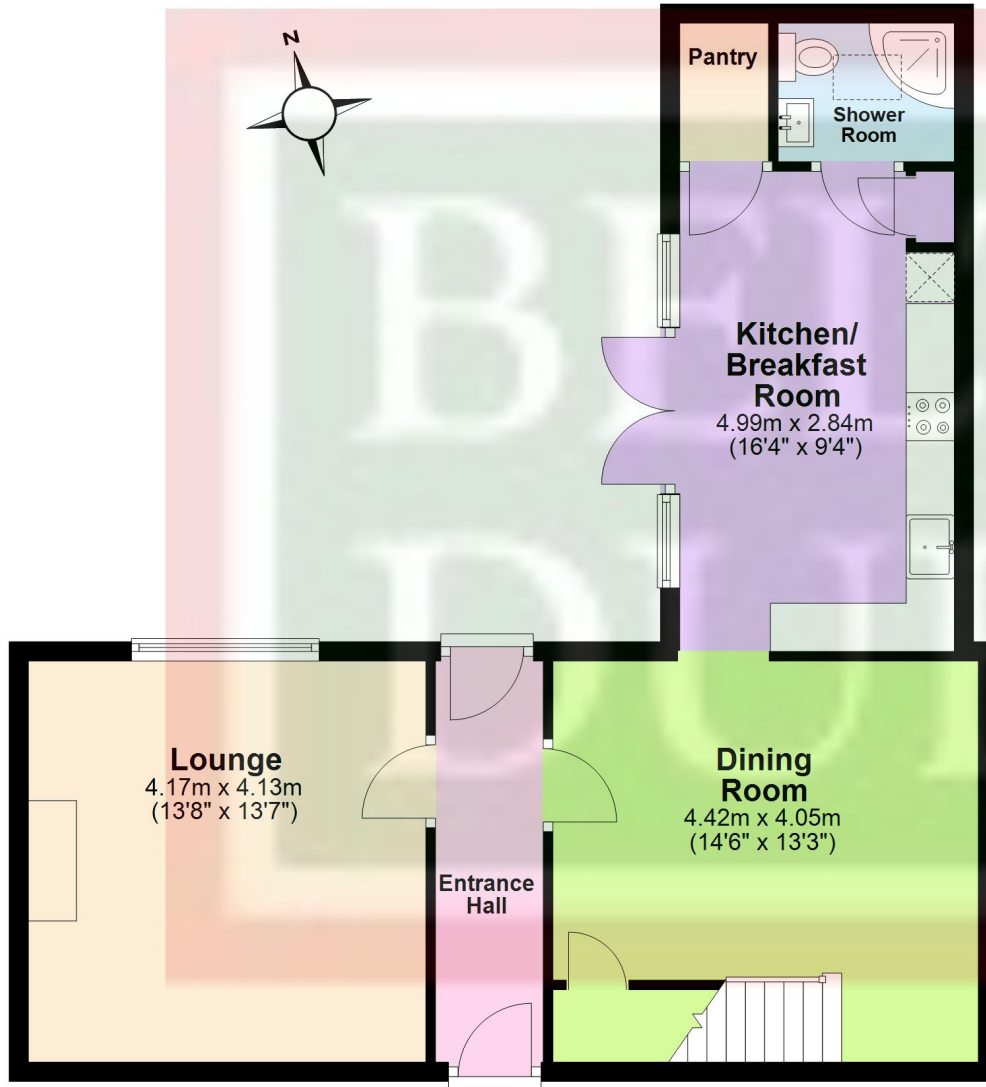 N
Pantry
Shower
Room
Kitchen/
Breakfast
Room
4.99m x 2.84m
(16'4" x 9'4")
Lounge
4.17m x 4.13m
(13'8" x 13'7")
Dining
Room
4.42m x 4.05m
(14'6" x 13'3")
Entrance
Hall